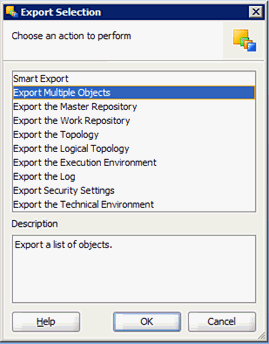 Export Selection
Choose an action to perform
Smart Export
Export Multiple Objects
Export the Master Repository
Export the Work Repository
Export the Topology
Export the Logical Topology
Export the Execution Environment
Export the Log
Export Security Settings
Export the Technical Environment
Description
Export a list of objects.
Help
OK
Cancel